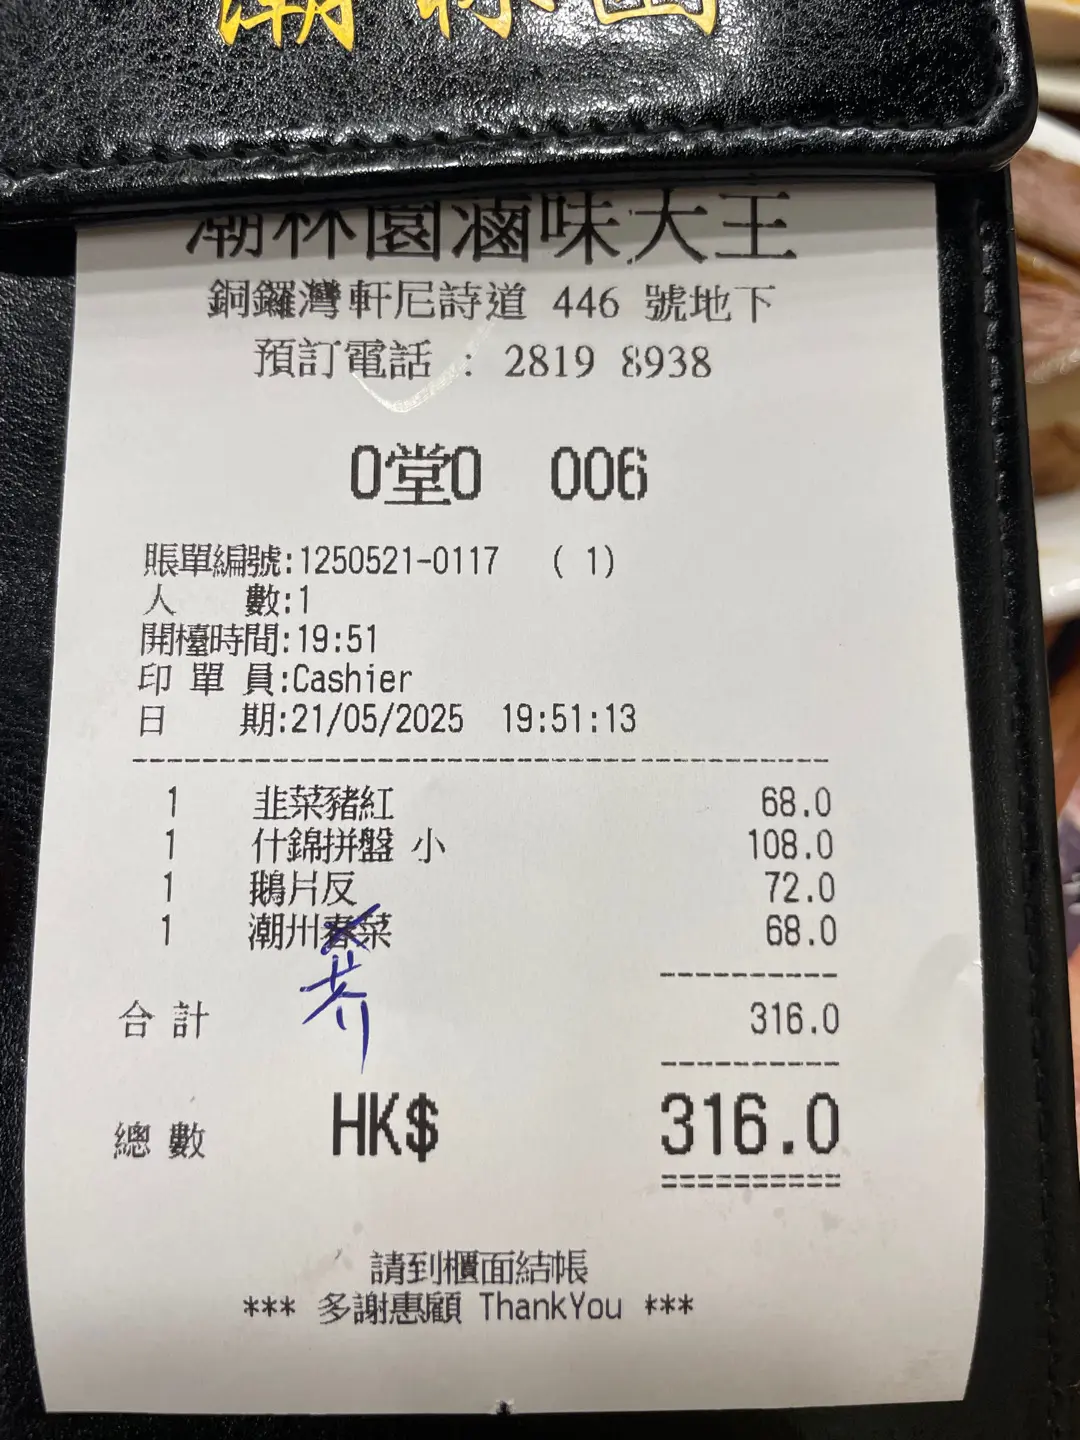 潮林園滷味大王
銅鑼灣軒尼詩道 446 號地下
預訂電話 : 2819 8938
0堂0 006
賬單編號:1250521-0117 ( 1)
人 數:1
開檯時間:19:51
印 單 員:Cashier
日 期:21/05/2025 19:51:13
1 韭菜豬紅 68.0
1 什錦拼盤 小 108.0
1 鵝片反 72.0
1 潮州春菜 68.0
芥
合 計 316.0
總 數 HK$ 316.0
請到櫃面結帳
*** 多謝惠顧 ThankYou ***